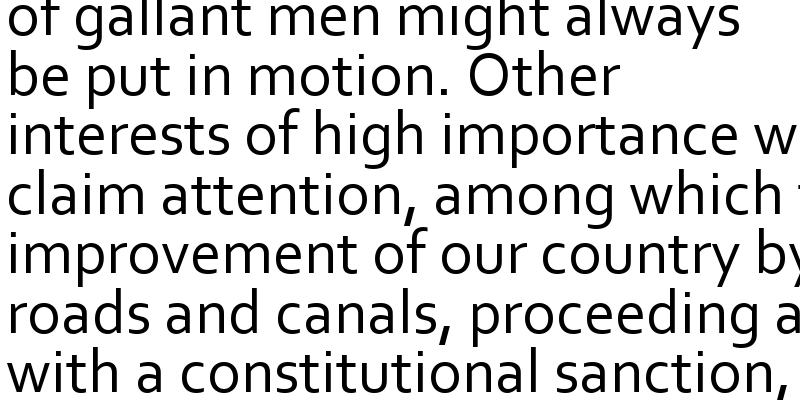 of gallant men might always
be put in motion. Other
interests of high importance
claim attention, among which
improvement of our country by
roads and canals, proceeding
with a constitutional sanction,